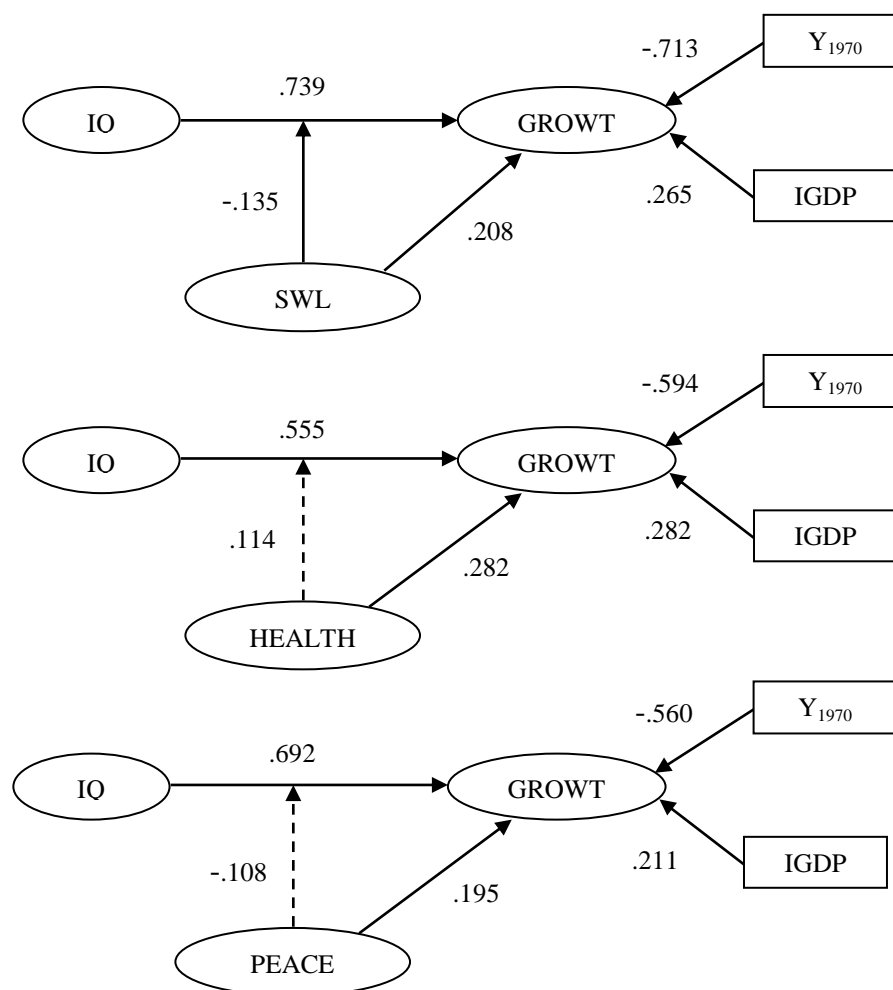 -.713
Y1970
.739
IO
GROWT
-.135
.265
IGDP
.208
SWL
-.594
Y1970
.555
IO
GROWT
.114
.282
.282
IGDP
HEALTH
-.560
Y1970
.692
IQ
GROWT
-.108
.195
.211
IGDP
PEACE